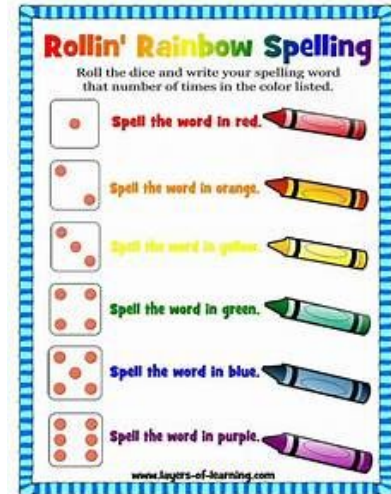 Rollin' Rainbow Spelling
Roll the dice and write your spelling word
that number of times in the color listed.
Spell the word in red.
Spell the word in orange.
Spell the word in yellow.
Spell the word in green.
Spell the word in blue.
Spell the word in purple.
www.layers-of-learning.com